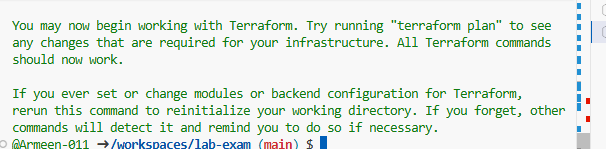 You may now begin working with Terraform. Try running "terraform plan" to see
any changes that are required for your infrastructure. All Terraform commands
should now work.
If you ever set or change modules or backend configuration for Terraform,
rerun this command to reinitialize your working directory. If you forget, other
commands will detect it and remind you to do so if necessary.
@Armeen-011 ➜ /workspaces/lab-exam (main) $